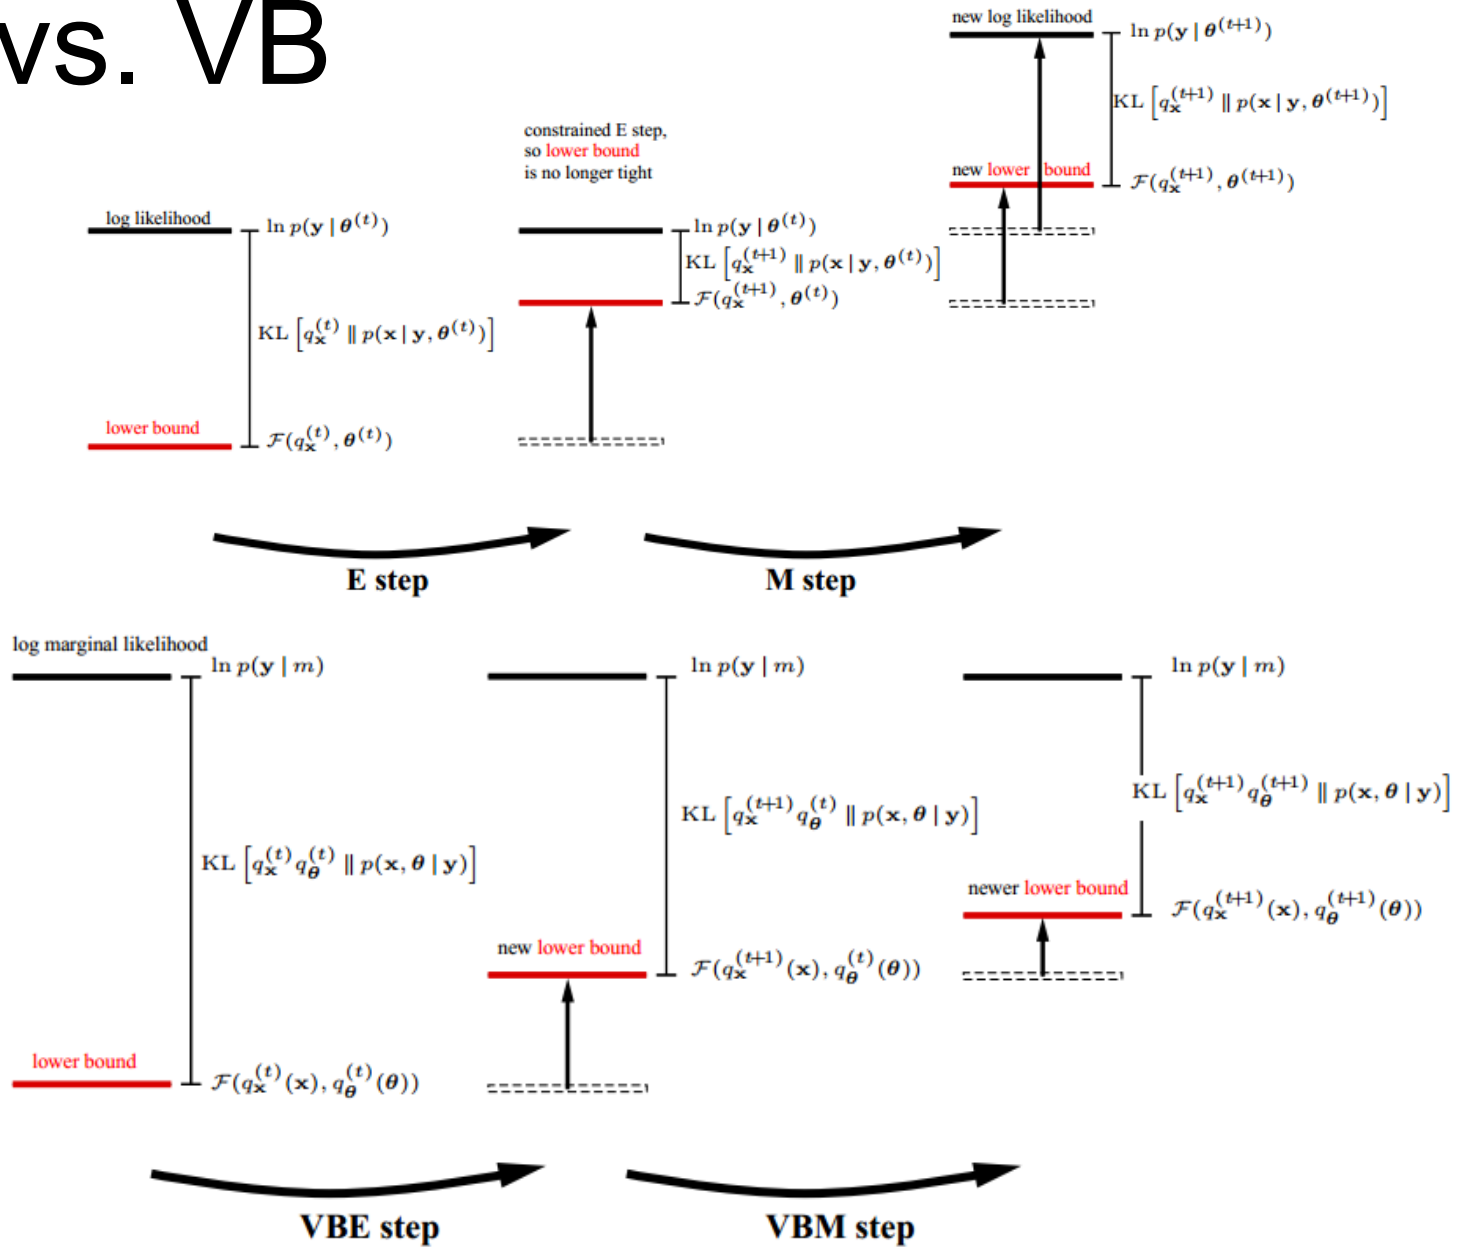 vs. VB
new log likelihood
ln p(y | θ^(t+1))
KL [q_x^(t+1) ‖ p(x | y, θ^(t+1))]
new lower bound
F(q_x^(t+1), θ^(t+1))
constrained E step,
so lower bound
is no longer tight
log likelihood
ln p(y | θ^(t))
ln p(y | θ^(t))
KL [q_x^(t+1) ‖ p(x | y, θ^(t))]
F(q_x^(t+1), θ^(t))
KL [q_x^(t) ‖ p(x | y, θ^(t))]
lower bound
F(q_x^(t), θ^(t))
E step
M step
log marginal likelihood
ln p(y | m)
ln p(y | m)
ln p(y | m)
KL [q_x^(t) q_θ^(t) ‖ p(x, θ | y)]
KL [q_x^(t+1) q_θ^(t) ‖ p(x, θ | y)]
KL [q_x^(t+1) q_θ^(t+1) ‖ p(x, θ | y)]
newer lower bound
F(q_x^(t+1)(x), q_θ^(t+1)(θ))
new lower bound
F(q_x^(t+1)(x), q_θ^(t)(θ))
lower bound
F(q_x^(t)(x), q_θ^(t)(θ))
VBE step
VBM step